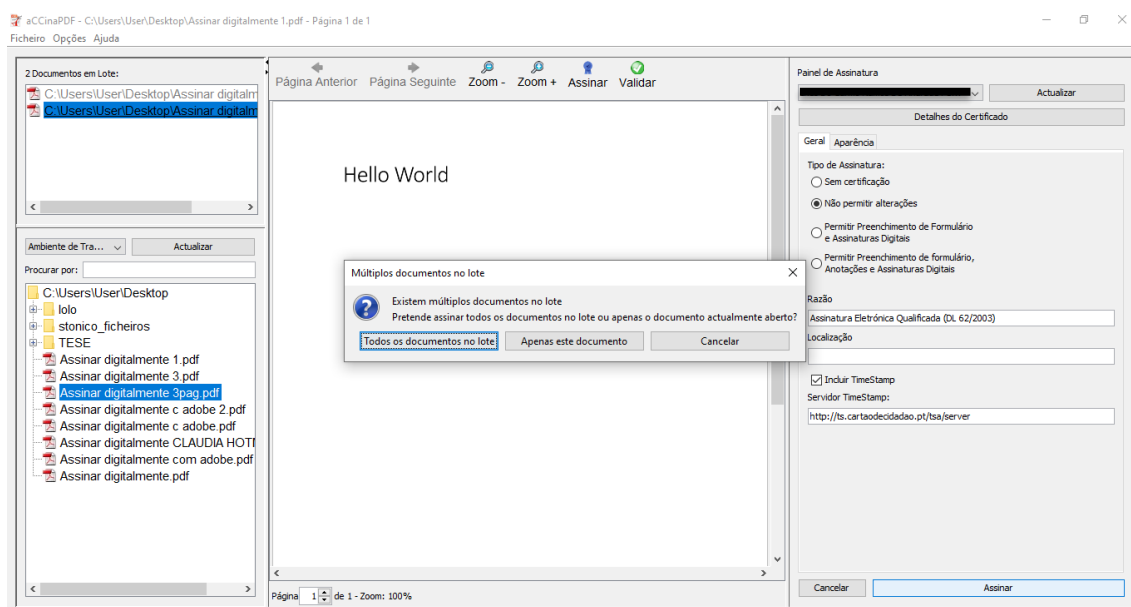 aCCinaPDF - C:\Users\User\Desktop\Assinar digitalmente 1.pdf - Página 1 de 1
Ficheiro Opções Ajuda
2 Documentos em Lote:
C:\Users\User\Desktop\Assinar digitalm
C:\Users\User\Desktop\Assinar digitalm
Ambiente de Tra...
Actualizar
Procurar por:
C:\Users\User\Desktop
lolo
stonico_ficheiros
TESE
Assinar digitalmente 1.pdf
Assinar digitalmente 3.pdf
Assinar digitalmente 3pag.pdf
Assinar digitalmente c adobe 2.pdf
Assinar digitalmente c adobe.pdf
Assinar digitalmente CLAUDIA HOT
Assinar digitalmente com adobe.pdf
Assinar digitalmente.pdf
Página Anterior Página Seguinte Zoom - Zoom + Assinar Validar
Hello World
Múltiplos documentos no lote
Existem múltiplos documentos no lote
Pretende assinar todos os documentos no lote ou apenas o documento actualmente aberto?
Todos os documentos no lote Apenas este documento Cancelar
Página 1 de 1 - Zoom: 100%
Painel de Assinatura
Actualizar
Detalhes do Certificado
Geral Aparência
Tipo de Assinatura:
Sem certificação
Não permitir alterações
Permitir Preenchimento de Formulário
e Assinaturas Digitais
Permitir Preenchimento de formulário,
Anotações e Assinaturas Digitais
Razão
Assinatura Eletrónica Qualificada (DL 62/2003)
Localização
Incluir TimeStamp
Servidor TimeStamp:
http://ts.cartaodecidadao.pt/tsa/server
Cancelar Assinar